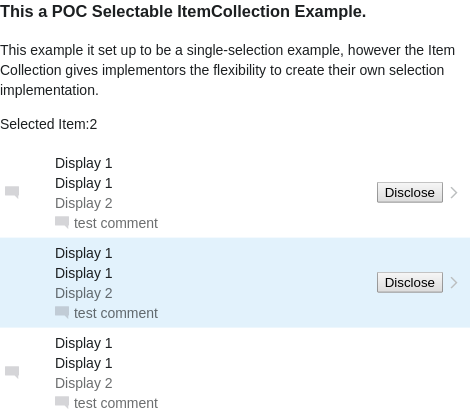 This a POC Selectable ItemCollection Example.
This example it set up to be a single-selection example, however the Item
Collection gives implementors the flexibility to create their own selection
implementation.
Selected Item:2
Display 1
Display 1
Display 2
test comment
Disclose
Display 1
Display 1
Display 2
test comment
Disclose
Display 1
Display 1
Display 2
test comment